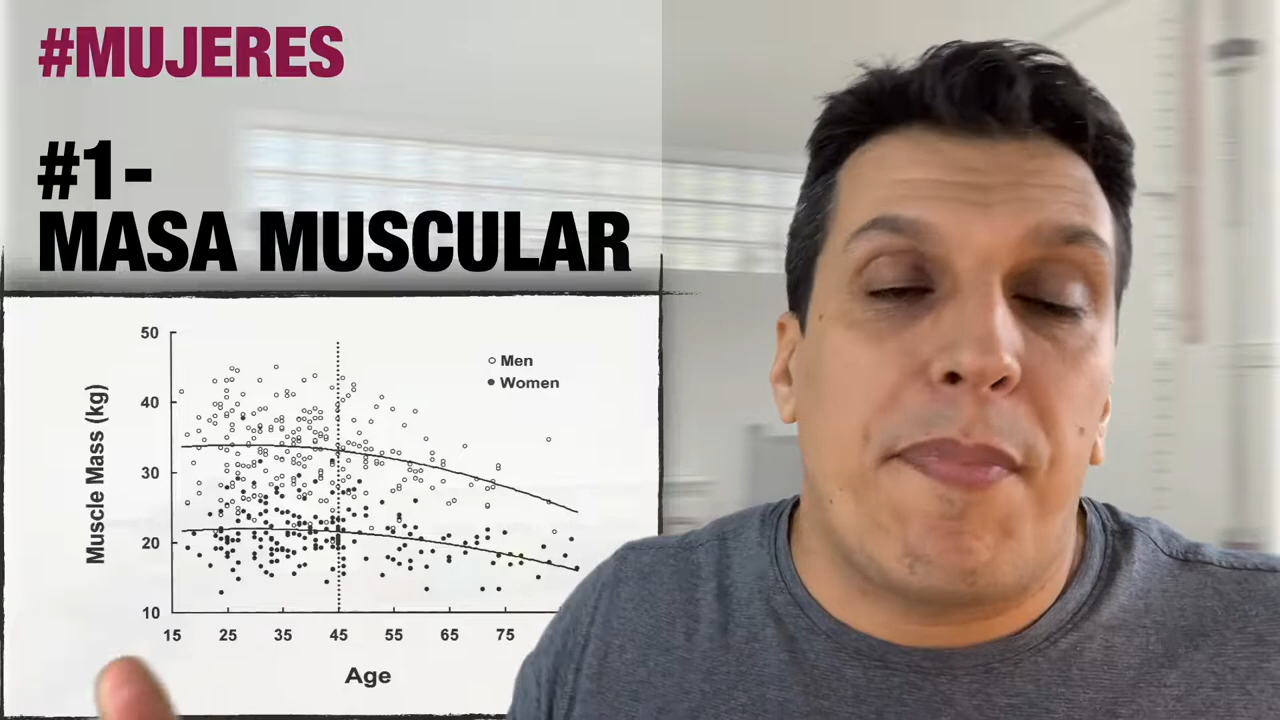 #MUJERES
#1-
MASA MUSCULAR
50
40
30
20
10
Muscle Mass (kg)
Men
Women
15 25 35 45 55 65 75
Age